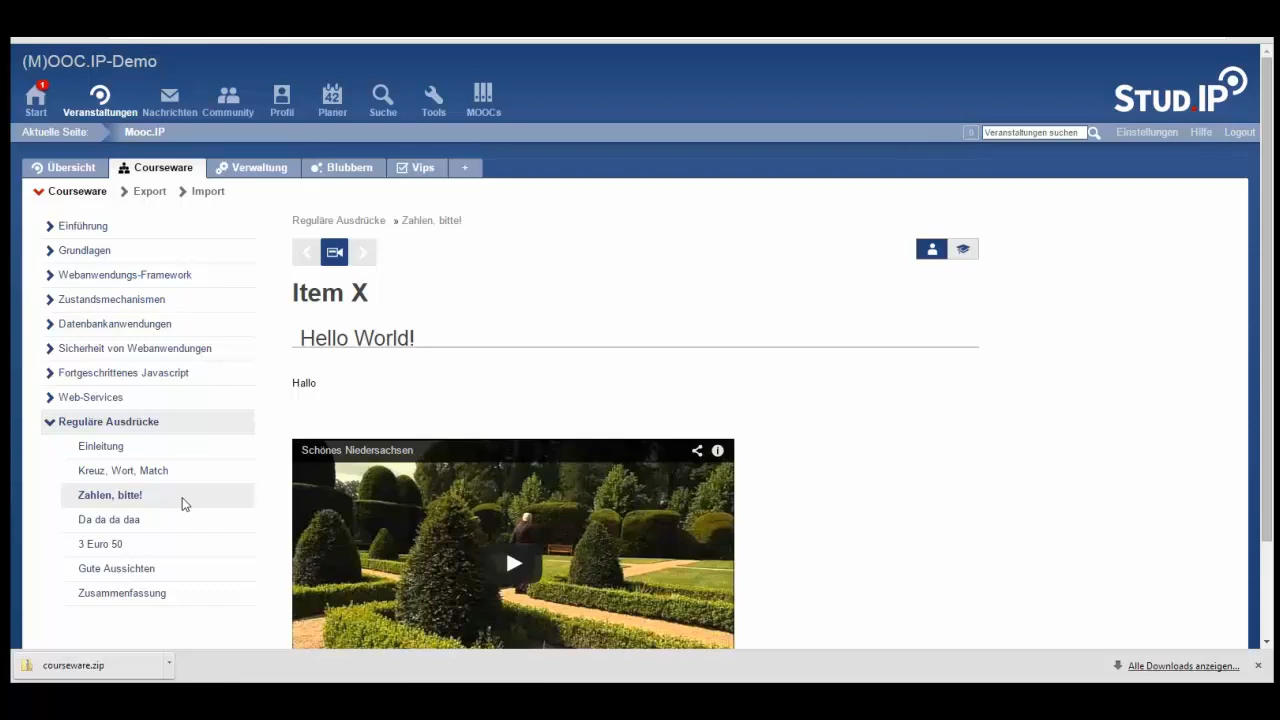 (M)OOC.IP-Demo
1
42
Start Veranstaltungen Nachrichten Community Profil Planer Suche Tools MOOCs
STUD.IP
Aktuelle Seite: Mooc.IP
0 Veranstaltungen suchen Einstellungen Hilfe Logout
Übersicht Courseware Verwaltung Blubbern Vips +
Courseware Export Import
Einführung
Grundlagen
Webanwendungs-Framework
Zustandsmechanismen
Datenbankanwendungen
Sicherheit von Webanwendungen
Fortgeschrittenes Javascript
Web-Services
Reguläre Ausdrücke
Einleitung
Kreuz, Wort, Match
Zahlen, bitte!
Da da da daa
3 Euro 50
Gute Aussichten
Zusammenfassung
Reguläre Ausdrücke » Zahlen, bitte!
Item X
Hello World!
Hallo
Schönes Niedersachsen
courseware.zip
Alle Downloads anzeigen...